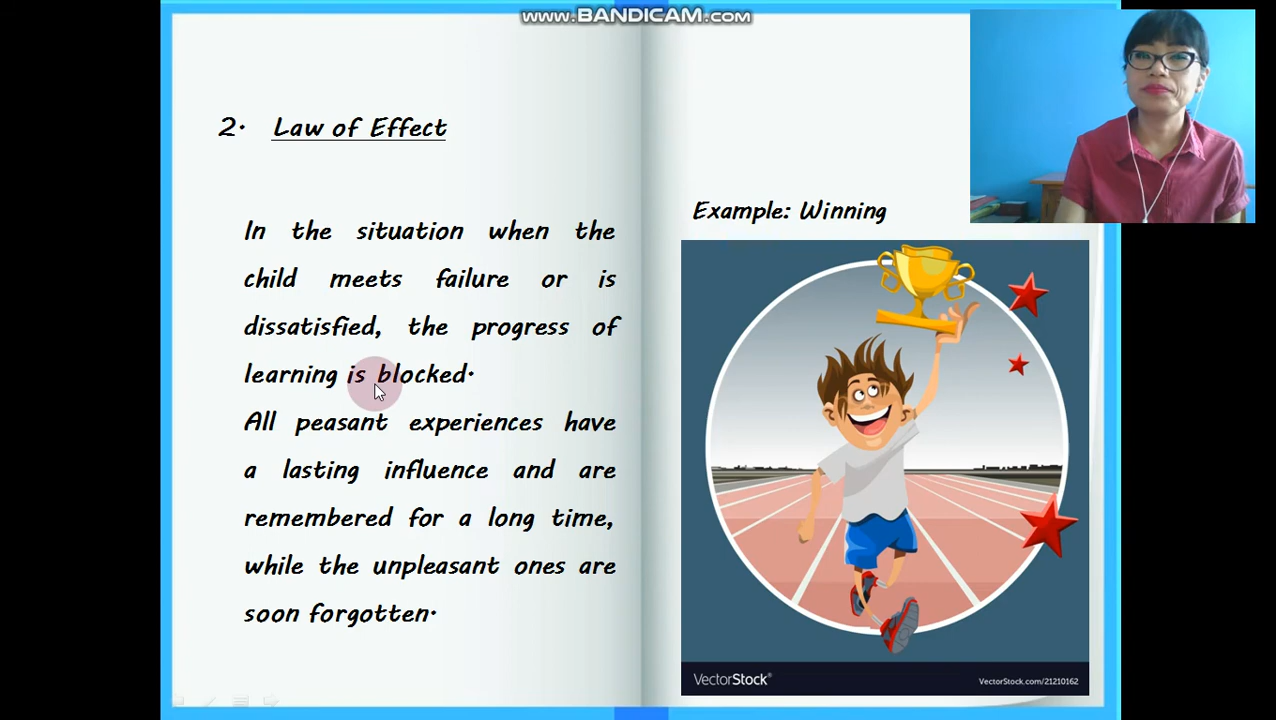 WWW.BANDICAM.COM
2. Law of Effect
In the situation when the
child meets failure or is
dissatisfied, the progress of
learning is blocked.
All peasant experiences have
a lasting influence and are
remembered for a long time,
while the unpleasant ones are
soon forgotten.
Example: Winning
VectorStock®
VectorStock.com/21210162